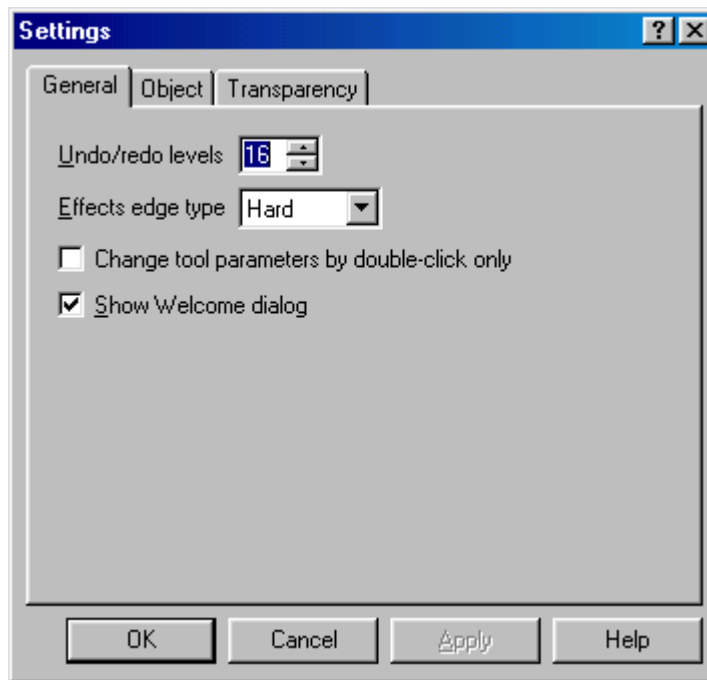 Settings
General Object Transparency
Undo/redo levels 16
Effects edge type Hard
Change tool parameters by double-click only
Show Welcome dialog
OK Cancel Apply Help